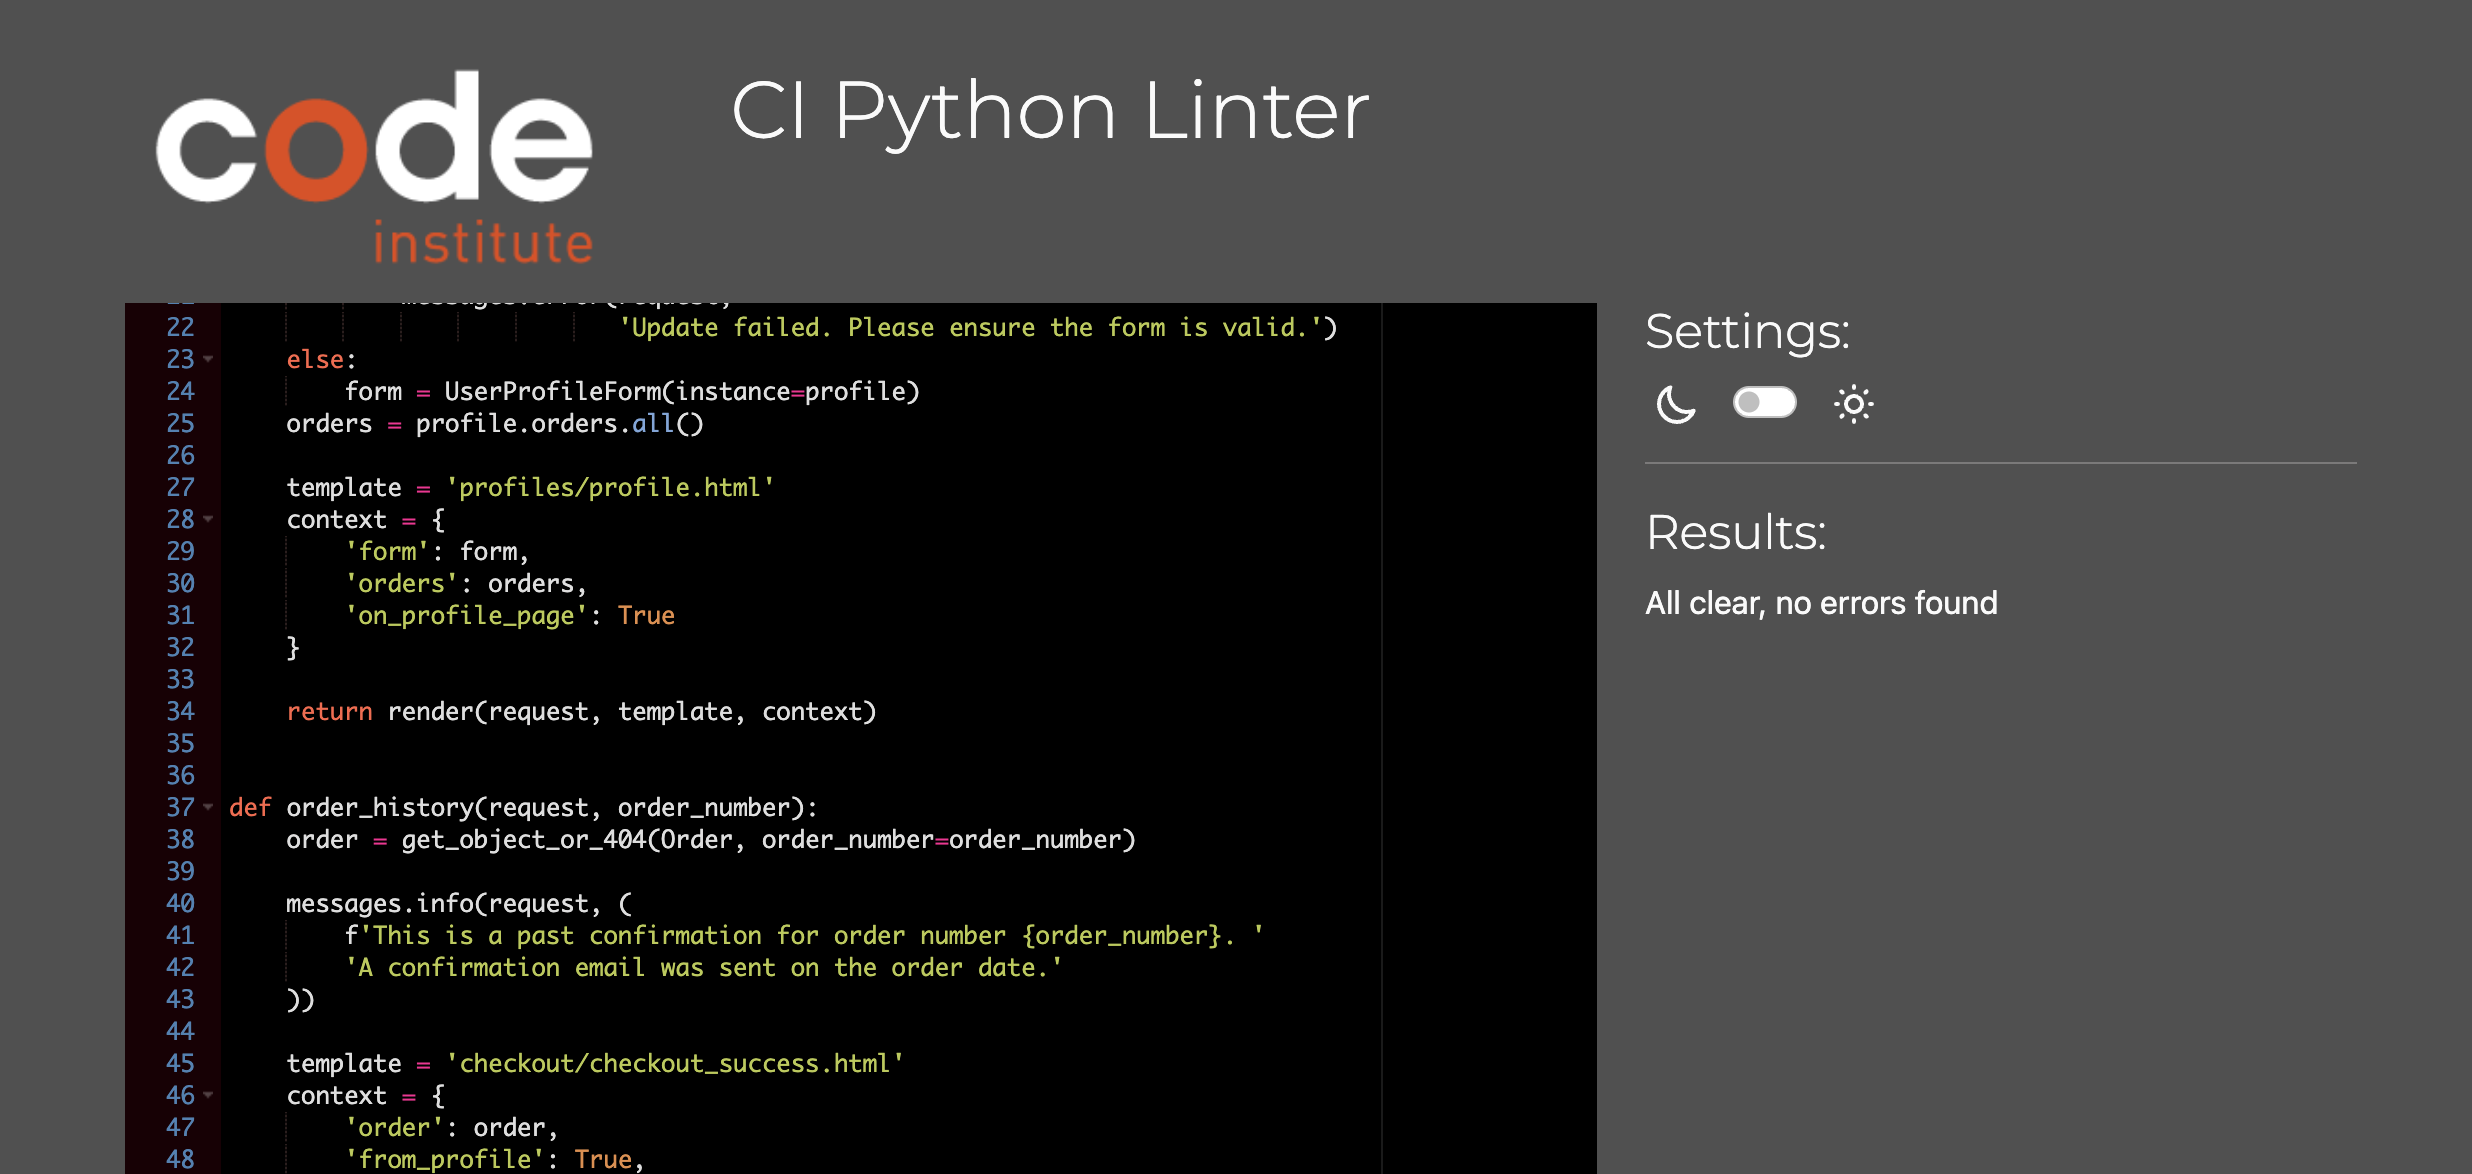 code
institute
CI Python Linter
22 'Update failed. Please ensure the form is valid.')
23 else:
24 form = UserProfileForm(instance=profile)
25 orders = profile.orders.all()
26
27 template = 'profiles/profile.html'
28 context = {
29 'form': form,
30 'orders': orders,
31 'on_profile_page': True
32 }
33
34 return render(request, template, context)
35
36
37 def order_history(request, order_number):
38 order = get_object_or_404(Order, order_number=order_number)
39
40 messages.info(request, (
41 f'This is a past confirmation for order number {order_number}. '
42 'A confirmation email was sent on the order date.'
43 ))
44
45 template = 'checkout/checkout_success.html'
46 context = {
47 'order': order,
48 'from_profile': True,
Settings:
Results:
All clear, no errors found